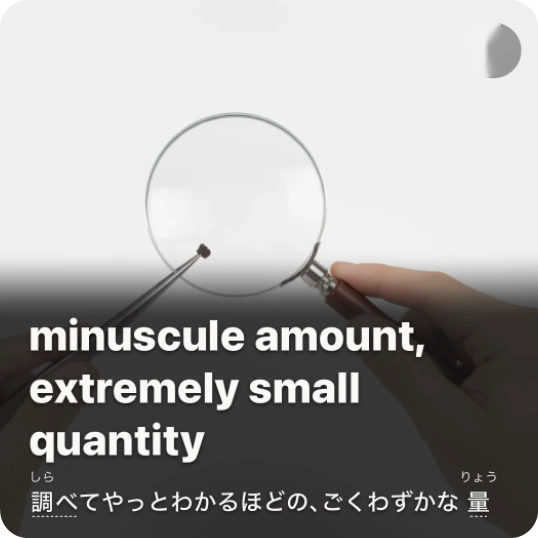 minuscule amount,
extremely small
quantity
しら りょう
調べてやっとわかるほどの、ごくわずかな 量